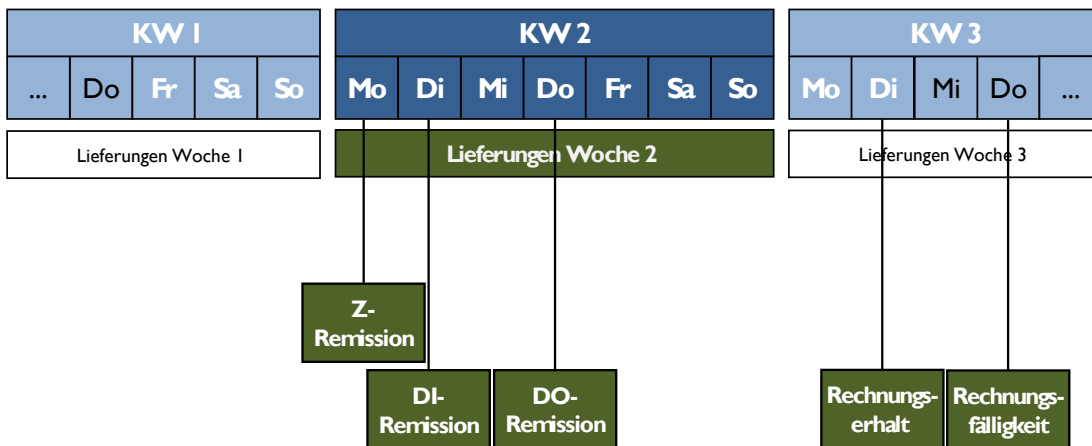 KW 1 KW 2 KW 3
... Do Fr Sa So Mo Di Mi Do Fr Sa So Mo Di Mi Do ...
Lieferungen Woche 1 Lieferungen Woche 2 Lieferungen Woche 3
Z-
Remission
DI-
Remission
DO-
Remission
Rechnungs-
erhalt
Rechnungs-
fälligkeit